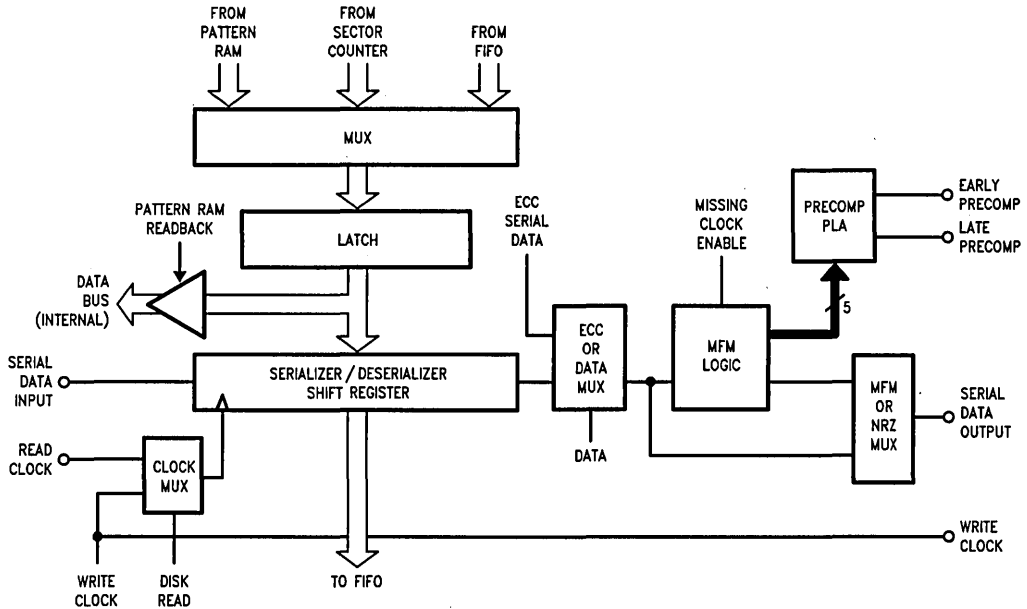 FROM
PATTERN
RAM
FROM
SECTOR
COUNTER
FROM
FIFO
MUX
PATTERN RAM
READBACK
LATCH
ECC
SERIAL
DATA
MISSING
CLOCK
ENABLE
PRECOMP
PLA
EARLY
PRECOMP
LATE
PRECOMP
DATA
BUS
(INTERNAL)
5
ECC
OR
DATA
MUX
MFM
LOGIC
SERIAL
DATA
INPUT
SERIALIZER / DESERIALIZER
SHIFT REGISTER
MFM
OR
NRZ
MUX
SERIAL
DATA
OUTPUT
DATA
READ
CLOCK
CLOCK
MUX
WRITE
CLOCK
WRITE
CLOCK
DISK
READ
TO FIFO